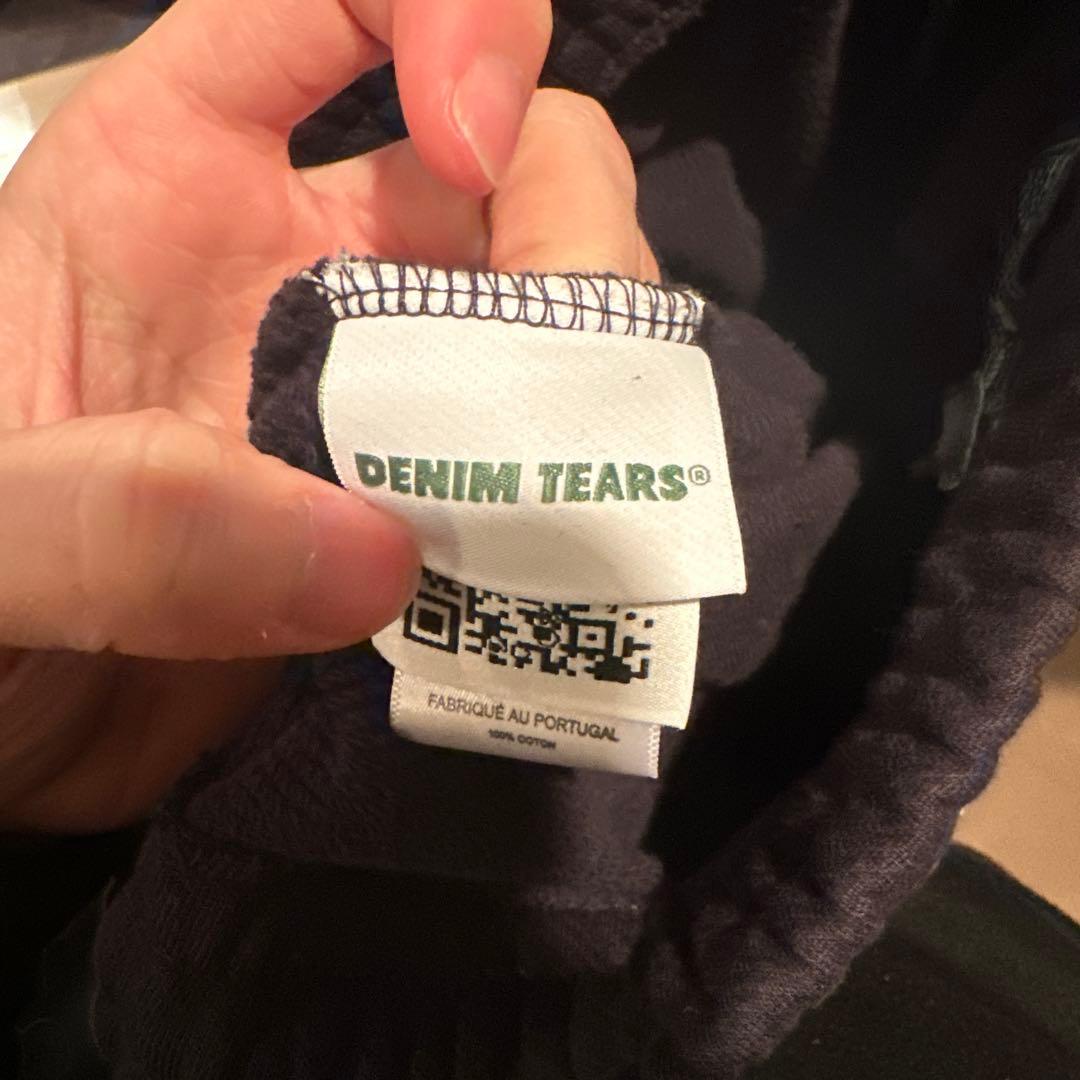 DENIM TEARS®
FABRIQUÉ AU PORTUGAL
100% COTON